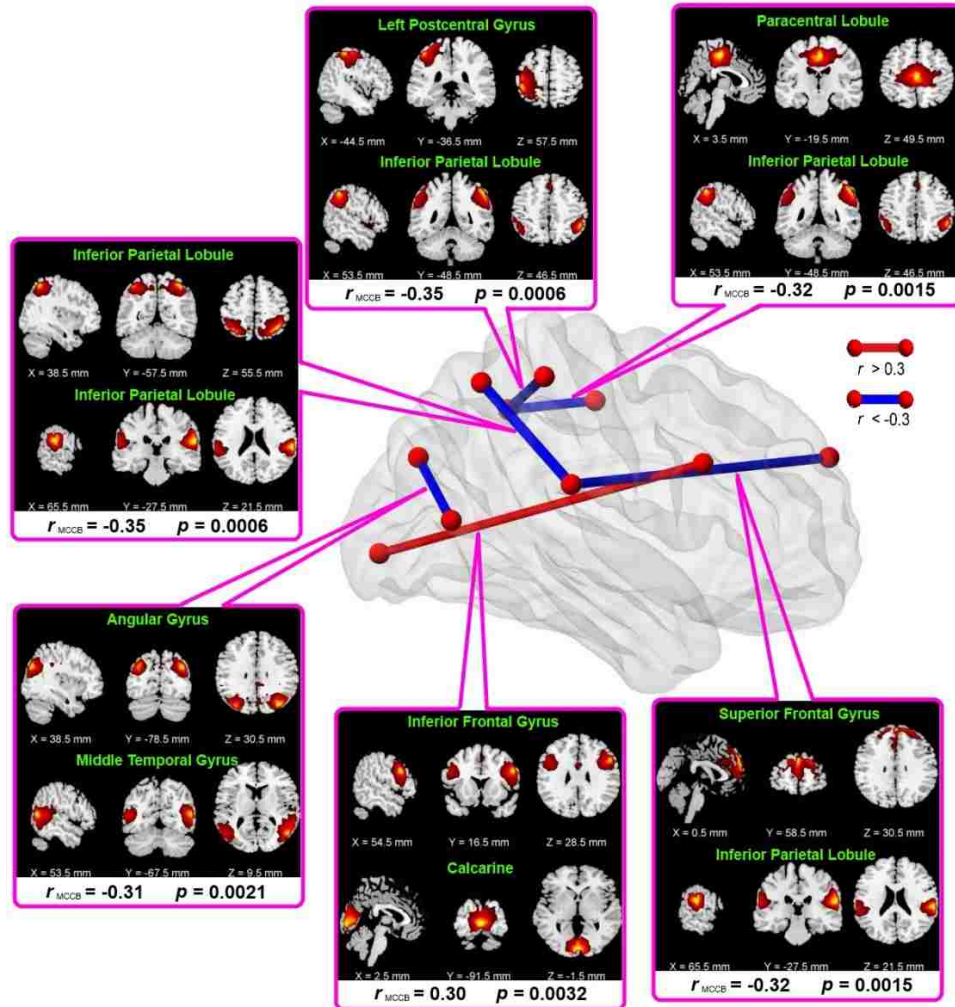 Left Postcentral Gyrus
X = -44.5 mm Y = -36.5 mm Z = 57.5 mm
Inferior Parietal Lobule
X = 53.5 mm Y = -48.5 mm Z = 46.5 mm
r MCCB = -0.35 p = 0.0006
Paracentral Lobule
X = 3.5 mm Y = -19.5 mm Z = 49.5 mm
Inferior Parietal Lobule
X = 53.5 mm Y = -48.5 mm Z = 46.5 mm
r MCCB = -0.32 p = 0.0015
Inferior Parietal Lobule
X = 38.5 mm Y = -57.5 mm Z = 55.5 mm
Inferior Parietal Lobule
X = 65.5 mm Y = -27.5 mm Z = 21.5 mm
r MCCB = -0.35 p = 0.0006
r > 0.3
r < -0.3
Angular Gyrus
X = 38.5 mm Y = -78.5 mm Z = 30.5 mm
Middle Temporal Gyrus
X = 53.5 mm Y = -67.5 mm Z = 9.5 mm
r MCCB = -0.31 p = 0.0021
Inferior Frontal Gyrus
X = 54.5 mm Y = 16.5 mm Z = 28.5 mm
Calcarine
X = 2.5 mm Y = -91.5 mm Z = -1.5 mm
r MCCB = 0.30 p = 0.0032
Superior Frontal Gyrus
X = 0.5 mm Y = 58.5 mm Z = 30.5 mm
Inferior Parietal Lobule
X = 65.5 mm Y = -27.5 mm Z = 21.5 mm
r MCCB = -0.32 p = 0.0015